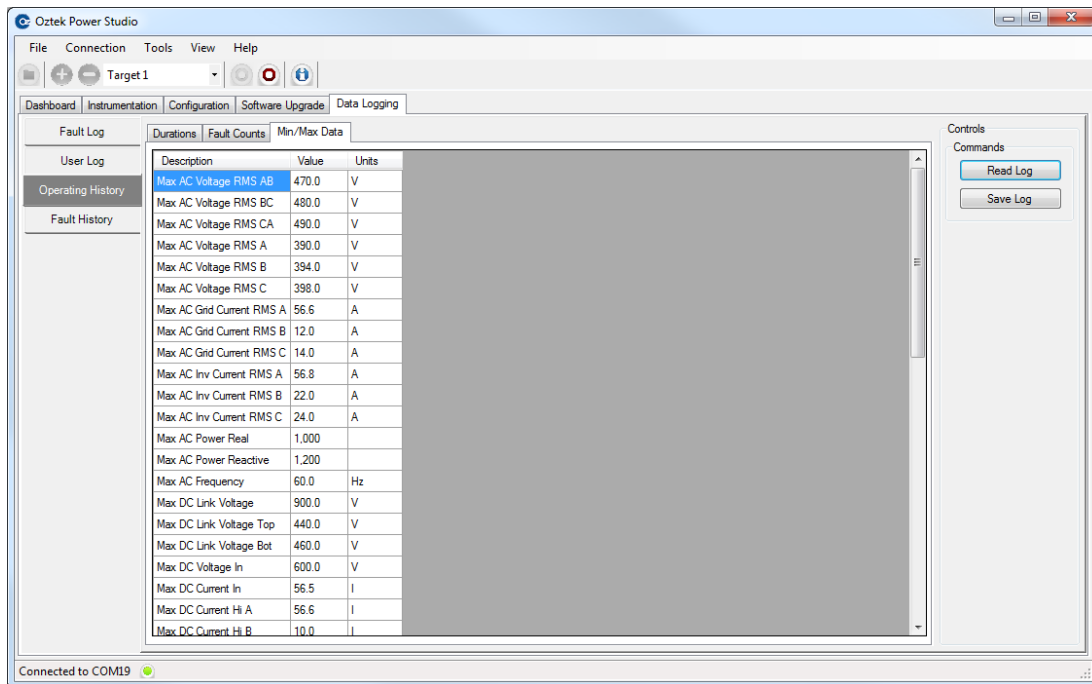 Oztek Power Studio
File Connection Tools View Help
Target 1
Dashboard Instrumentation Configuration Software Upgrade Data Logging
Fault Log
User Log
Operating History
Fault History
Durations Fault Counts Min/Max Data
Description Value Units
Max AC Voltage RMS AB 470.0 V
Max AC Voltage RMS BC 480.0 V
Max AC Voltage RMS CA 490.0 V
Max AC Voltage RMS A 390.0 V
Max AC Voltage RMS B 394.0 V
Max AC Voltage RMS C 398.0 V
Max AC Grid Current RMS A 56.6 A
Max AC Grid Current RMS B 12.0 A
Max AC Grid Current RMS C 14.0 A
Max AC Inv Current RMS A 56.8 A
Max AC Inv Current RMS B 22.0 A
Max AC Inv Current RMS C 24.0 A
Max AC Power Real 1,000
Max AC Power Reactive 1,200
Max AC Frequency 60.0 Hz
Max DC Link Voltage 900.0 V
Max DC Link Voltage Top 440.0 V
Max DC Link Voltage Bot 460.0 V
Max DC Voltage In 600.0 V
Max DC Current In 56.5 I
Max DC Current Hi A 56.6 I
Max DC Current Hi B 10.0 I
Controls
Commands
Read Log
Save Log
Connected to COM19